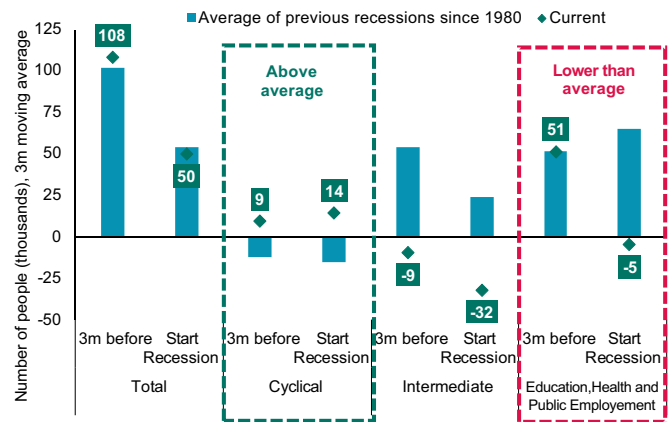 Average of previous recessions since 1980
Current
Number of people (thousands), 3m moving average
125
100
75
50
25
0
-25
-50
108
50
Above
average
9
14
-9
-32
Lower than
average
51
-5
3m before
Start
Recession
3m before
Start
Recession
3m before
Start
Recession
3m before
Start
Recession
Total
Cyclical
Intermediate
Education,Health and
Public Employement